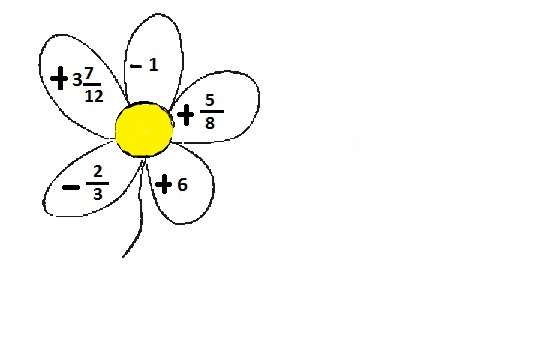 - 1
+ 3 7/12
+ 5/8
- 2/3
+ 6